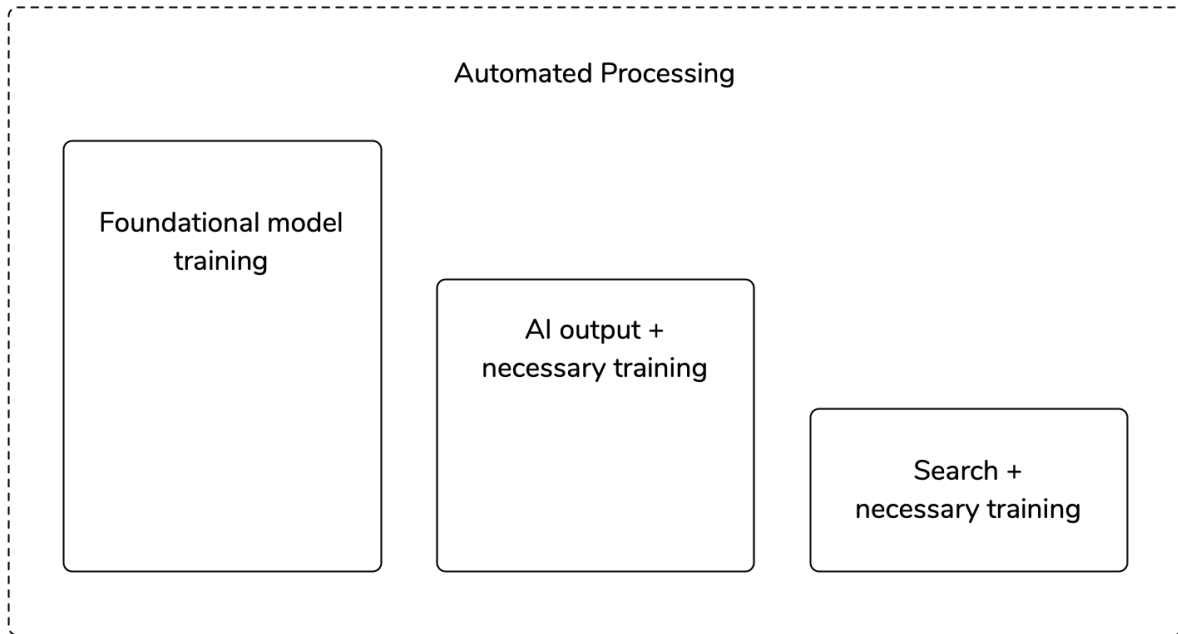 Automated Processing
Foundational model
training
AI output +
necessary training
Search +
necessary training